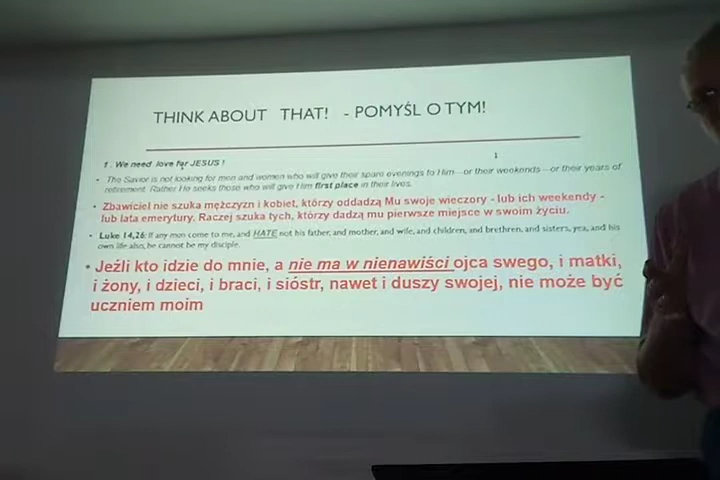 THINK ABOUT THAT! - POMYŚL O TYM!
1. We need love for JESUS !
• The Savior is not looking for men and women who will give their spare evenings to Him—or their weekends—or their years of
retirement. Rather He seeks those who will give Him first place in their lives.
• Zbawiciel nie szuka mężczyzn i kobiet, którzy oddadzą Mu swoje wieczory - lub ich weekendy -
lub lata emerytury. Raczej szuka tych, którzy dadzą mu pierwsze miejsce w swoim życiu.
• Luke 14,26: If any man come to me, and HATE not his father, and mother, and wife, and children, and brethren, and sisters, yea, and his
own life also, he cannot be my disciple.
• Jeźli kto idzie do mnie, a nie ma w nienawiści ojca swego, i matki,
i żony, i dzieci, i braci, i sióstr, nawet i duszy swojej, nie może być
uczniem moim